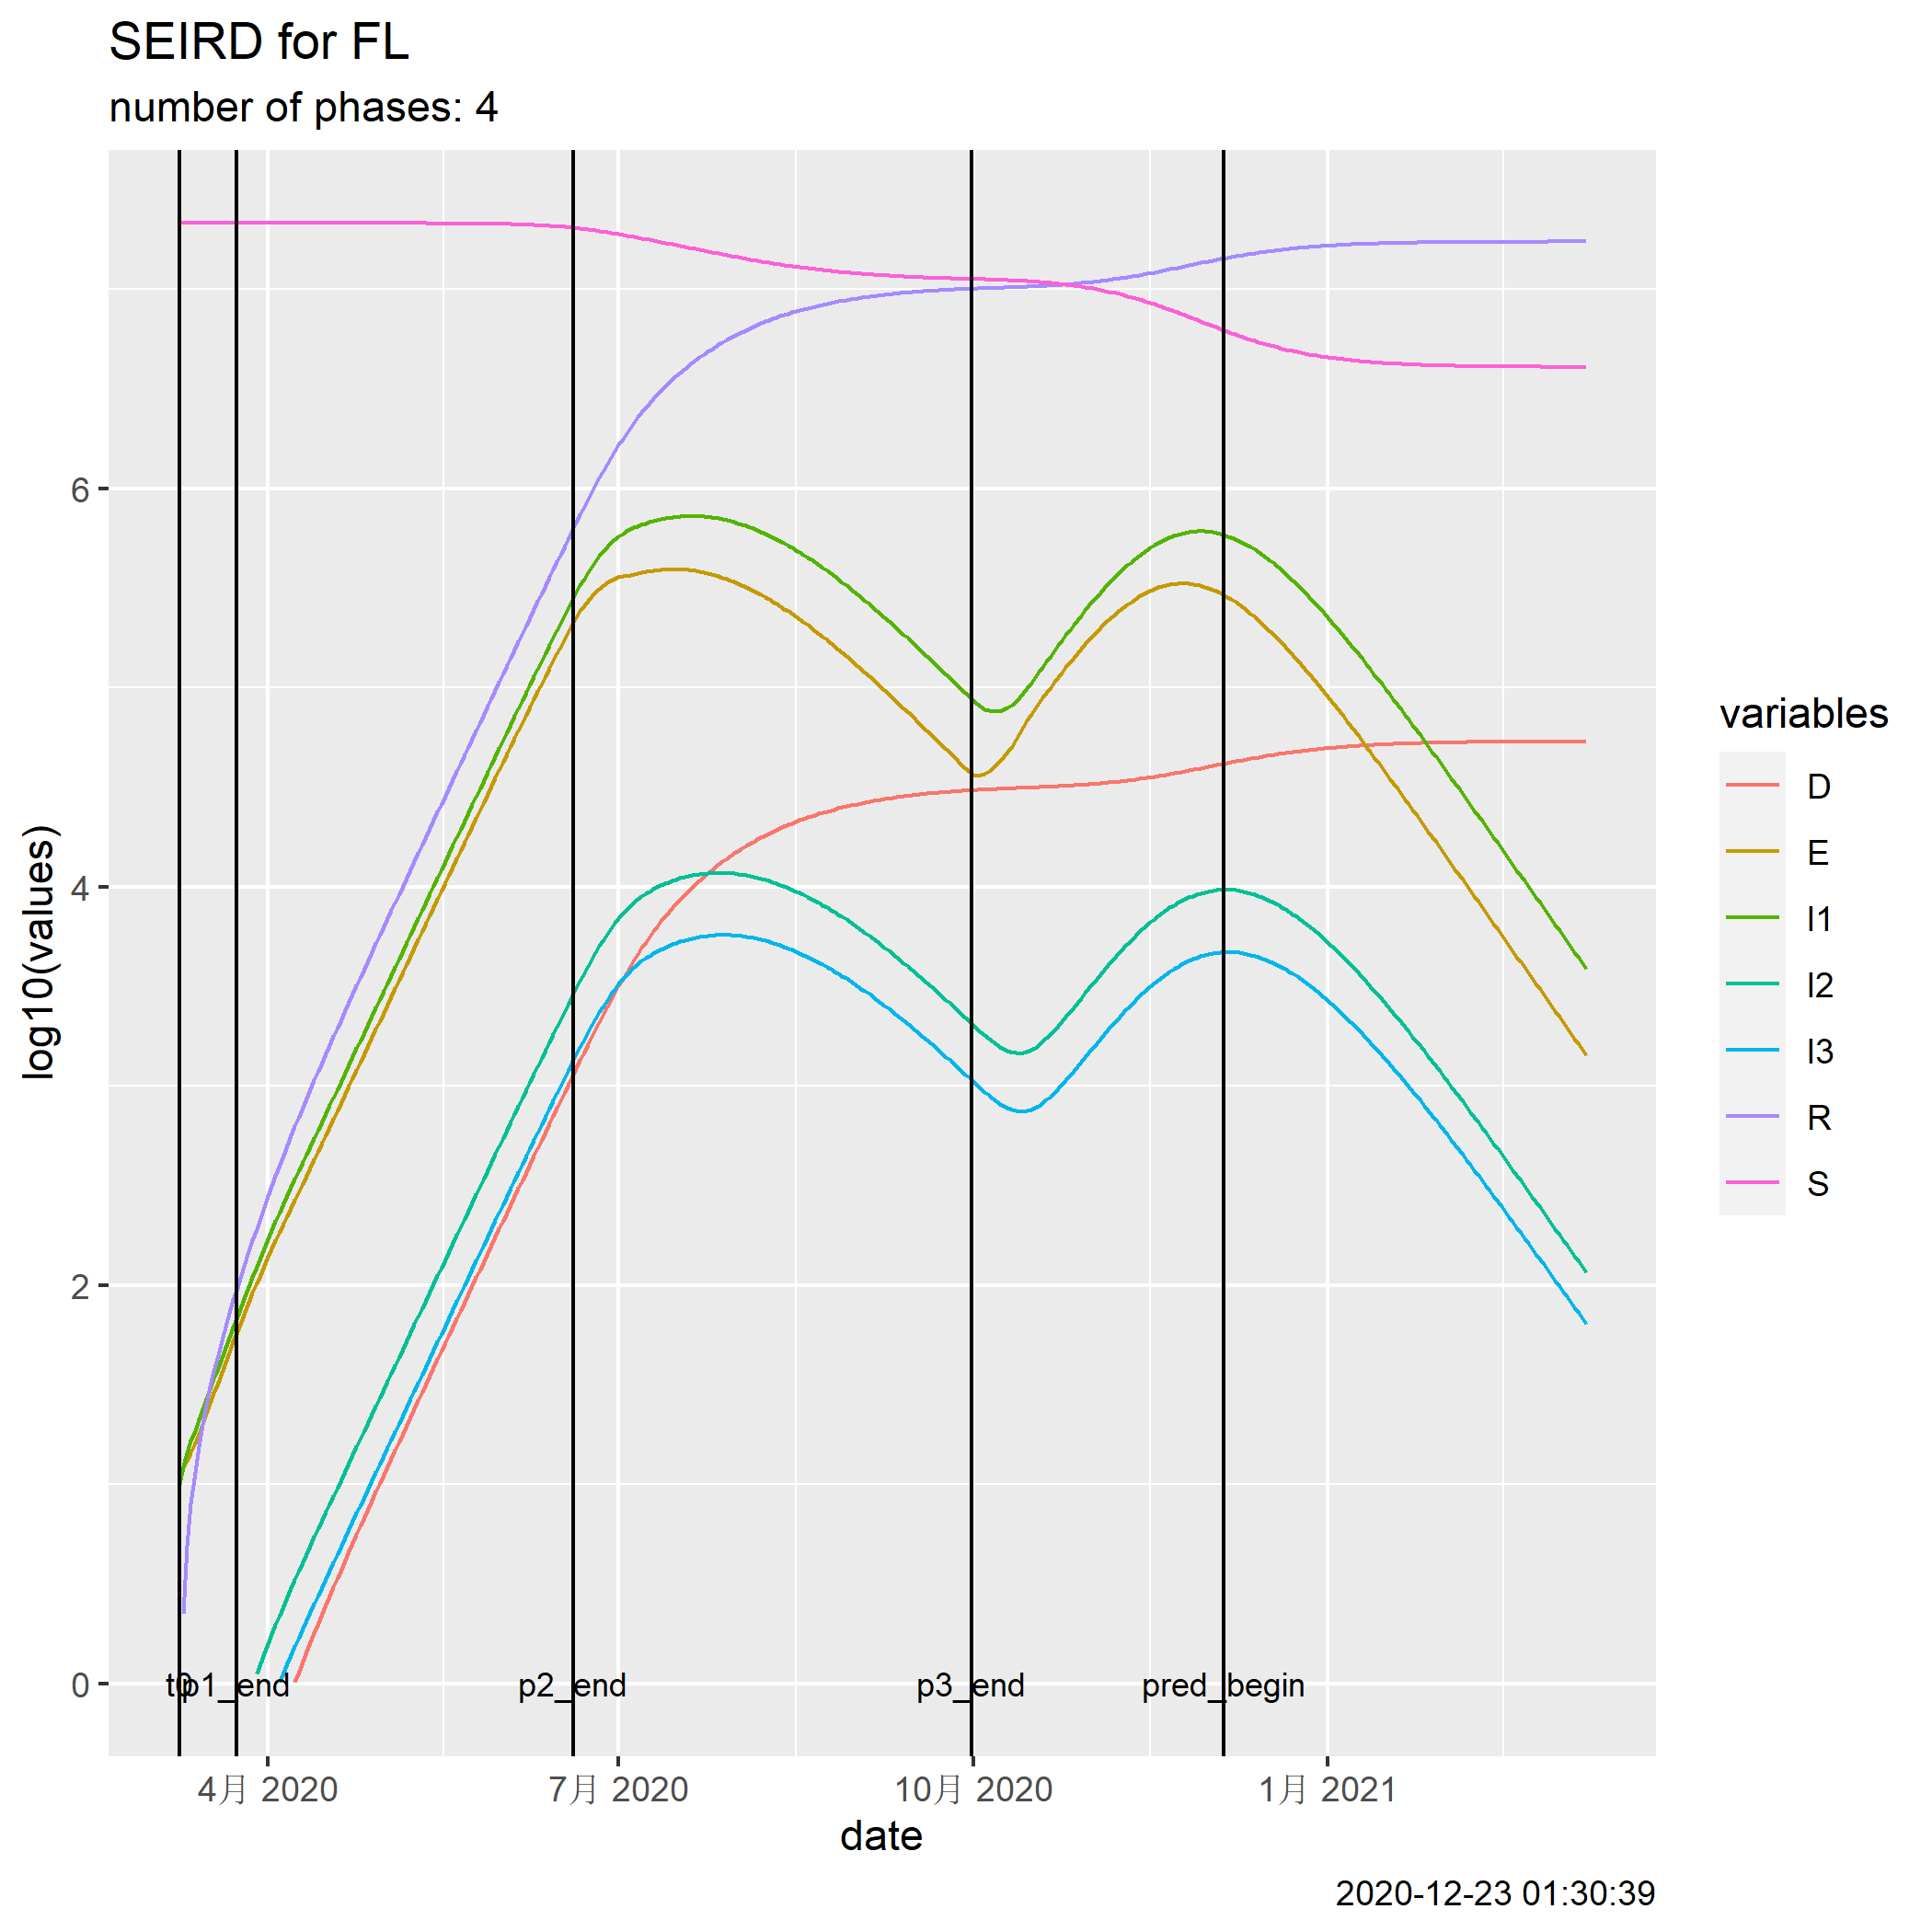 SEIRD for FL
number of phases: 4
log10(values)
6
4
2
0
t0
p1_end
p2_end
p3_end
pred_begin
4月 2020
7月 2020
10月 2020
1月 2021
date
variables
D
E
I1
I2
I3
R
S
2020-12-23 01:30:39